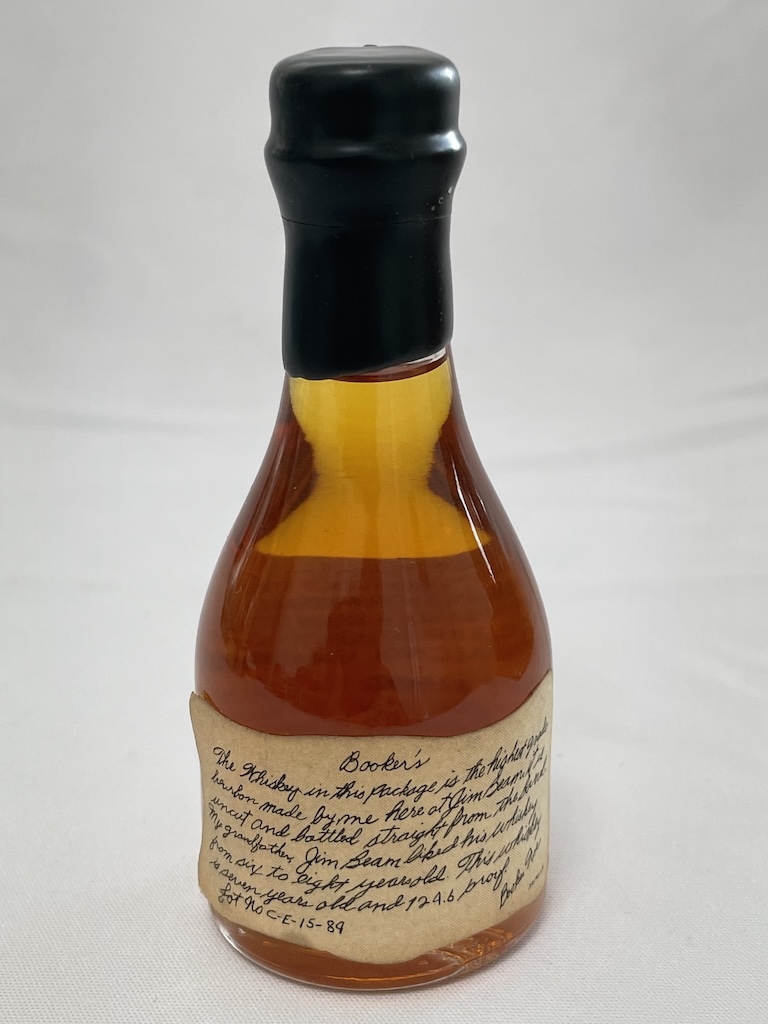 Booker's
The Whiskey in this package is the highest grade
bourbon made by me here at Jim Beam, it is
uncut and bottled straight from the
My grandfather, Jim Beam liked his whiskey
from six to eight years old. This whiskey
is seven years old and 124.6 proof.
Lot No C-E-15-89
Booker Noe